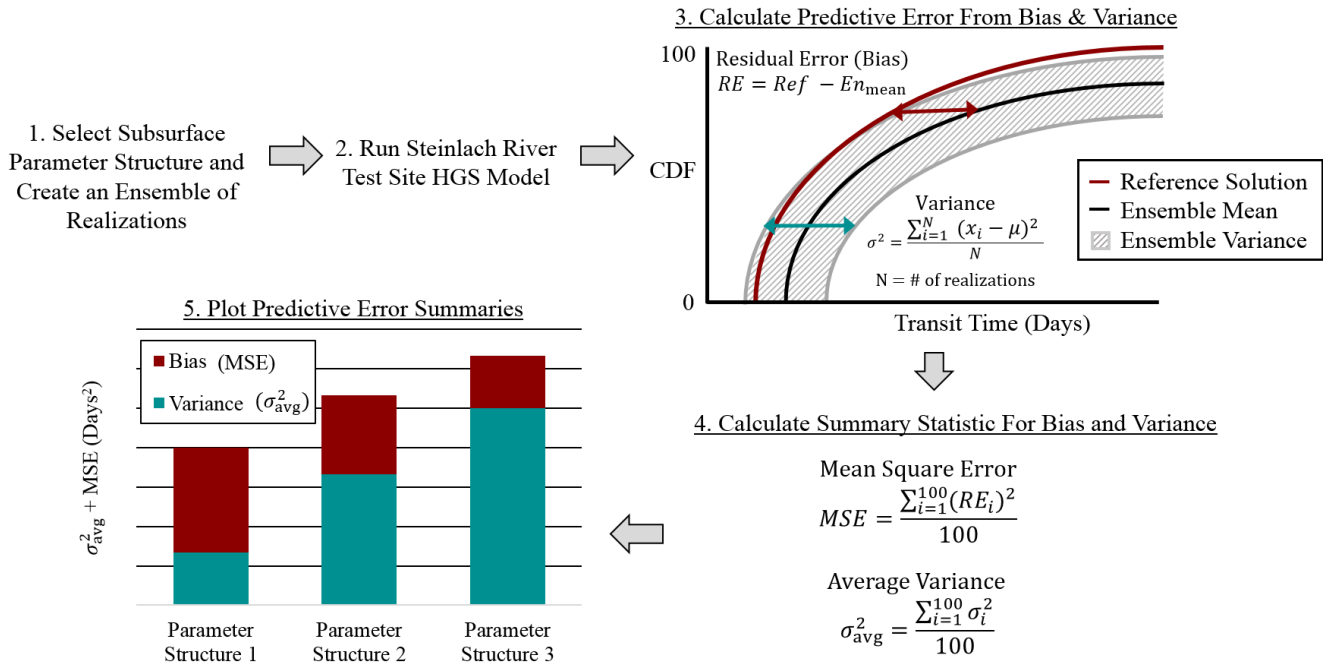 1. Select Subsurface
Parameter Structure and
Create an Ensemble of
Realizations
2. Run Steinlach River
Test Site HGS Model
3. Calculate Predictive Error From Bias & Variance
100
CDF
0
Residual Error (Bias)
RE = Ref − En_mean
Variance
σ² = ∑_{i=1}^{N} (x_i − μ)² / N
N = # of realizations
Transit Time (Days)
Reference Solution
Ensemble Mean
Ensemble Variance
4. Calculate Summary Statistic For Bias and Variance
Mean Square Error
MSE = ∑_{i=1}^{100} (RE_i)² / 100
Average Variance
σ²_avg = ∑_{i=1}^{100} σ_i² / 100
5. Plot Predictive Error Summaries
Bias (MSE)
Variance (σ²_avg)
σ²_avg + MSE (Days²)
Parameter
Structure 1
Parameter
Structure 2
Parameter
Structure 3